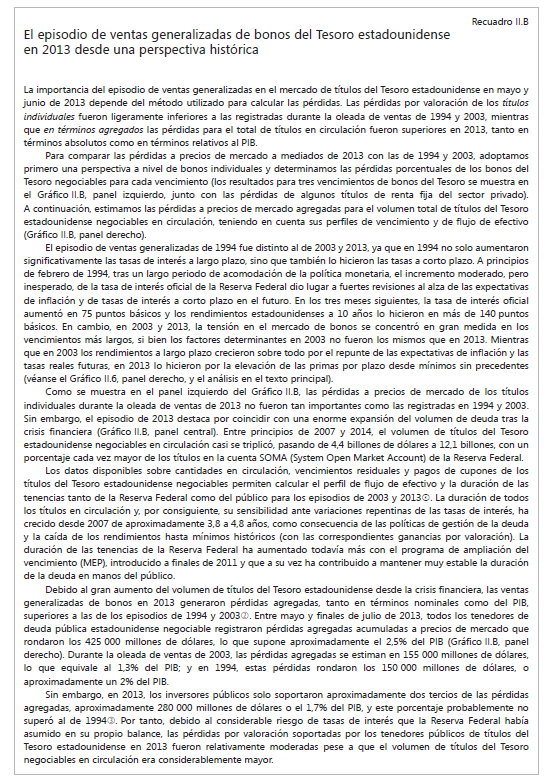 Recuadro II.B
El episodio de ventas generalizadas de bonos del Tesoro estadounidense
en 2013 desde una perspectiva histórica
La importancia del episodio de ventas generalizadas en el mercado de títulos del Tesoro estadounidense en mayo y
junio de 2013 depende del método utilizado para calcular las pérdidas. Las pérdidas por valoración de los títulos
individuales fueron ligeramente inferiores a las registradas durante la oleada de ventas de 1994 y 2003, mientras
que en términos agregados las pérdidas para el total de títulos en circulación fueron superiores en 2013, tanto en
términos absolutos como en términos relativos al PIB.
Para comparar las pérdidas a precios de mercado a mediados de 2013 con las de 1994 y 2003, adoptamos
primero una perspectiva a nivel de bonos individuales y determinamos las pérdidas porcentuales de los bonos del
Tesoro negociables para cada vencimiento (los resultados para tres vencimientos de bonos del Tesoro se muestra en
el Gráfico II.B, panel izquierdo, junto con las pérdidas de algunos títulos de renta fija del sector privado).
A continuación, estimamos las pérdidas a precios de mercado agregadas para el volumen total de títulos del Tesoro
estadounidense negociables en circulación, teniendo en cuenta sus perfiles de vencimiento y de flujo de efectivo
(Gráfico II.B, panel derecho).
El episodio de ventas generalizadas de 1994 fue distinto al de 2003 y 2013, ya que en 1994 no solo aumentaron
significativamente las tasas de interés a largo plazo, sino que también lo hicieron las tasas a corto plazo. A principios
de febrero de 1994, tras un largo periodo de acomodación de la política monetaria, el incremento moderado, pero
inesperado, de la tasa de interés oficial de la Reserva Federal dio lugar a fuertes revisiones al alza de las expectativas
de inflación y de tasas de interés a corto plazo en el futuro. En los tres meses siguientes, la tasa de interés oficial
aumentó en 75 puntos básicos y los rendimientos estadounidenses a 10 años lo hicieron en más de 140 puntos
básicos. En cambio, en 2003 y 2013, la tensión en el mercado de bonos se concentró en gran medida en los
vencimientos más largos, si bien los factores determinantes en 2003 no fueron los mismos que en 2013. Mientras
que en 2003 los rendimientos a largo plazo crecieron sobre todo por el repunte de las expectativas de inflación y las
tasas reales futuras, en 2013 lo hicieron por la elevación de las primas por plazo desde mínimos sin precedentes
(véanse el Gráfico II.6, panel derecho, y el análisis en el texto principal).
Como se muestra en el panel izquierdo del Gráfico II.B, las pérdidas a precios de mercado de los títulos
individuales durante la oleada de ventas de 2013 no fueron tan importantes como las registradas en 1994 y 2003.
Sin embargo, el episodio de 2013 destaca por coincidir con una enorme expansión del volumen de deuda tras la
crisis financiera (Gráfico II.B, panel central). Entre principios de 2007 y 2014, el volumen de títulos del Tesoro
estadounidense negociables en circulación casi se triplicó, pasando de 4,4 billones de dólares a 12,1 billones, con un
porcentaje cada vez mayor de los títulos en la cuenta SOMA (System Open Market Account) de la Reserva Federal.
Los datos disponibles sobre cantidades en circulación, vencimientos residuales y pagos de cupones de los
títulos del Tesoro estadounidense negociables permiten calcular el perfil de flujo de efectivo y la duración de las
tenencias tanto de la Reserva Federal como del público para los episodios de 2003 y 2013①. La duración de todos
los títulos en circulación y, por consiguiente, su sensibilidad ante variaciones repentinas de las tasas de interés, ha
crecido desde 2007 de aproximadamente 3,8 a 4,8 años, como consecuencia de las políticas de gestión de la deuda
y la caída de los rendimientos hasta mínimos históricos (con las correspondientes ganancias por valoración). La
duración de las tenencias de la Reserva Federal ha aumentado todavía más con el programa de ampliación del
vencimiento (MEP), introducido a finales de 2011 y que a su vez ha contribuido a mantener muy estable la duración
de la deuda en manos del público.
Debido al gran aumento del volumen de títulos del Tesoro estadounidense desde la crisis financiera, las ventas
generalizadas de bonos en 2013 generaron pérdidas agregadas, tanto en términos nominales como del PIB,
superiores a las de los episodios de 1994 y 2003②. Entre mayo y finales de julio de 2013, todos los tenedores de
deuda pública estadounidense negociable registraron pérdidas agregadas acumuladas a precios de mercado que
rondaron los 425 000 millones de dólares, lo que supone aproximadamente el 2,5% del PIB (Gráfico II.B, panel
derecho). Durante la oleada de ventas de 2003, las pérdidas agregadas se estiman en 155 000 millones de dólares,
lo que equivale al 1,3% del PIB; y en 1994, estas pérdidas rondaron los 150 000 millones de dólares, o
aproximadamente un 2% del PIB.
Sin embargo, en 2013, los inversores públicos solo soportaron aproximadamente dos tercios de las pérdidas
agregadas, aproximadamente 280 000 millones de dólares o el 1,7% del PIB, y este porcentaje probablemente no
superó al de 1994③. Por tanto, debido al considerable riesgo de tasas de interés que la Reserva Federal había
asumido en su propio balance, las pérdidas por valoración soportadas por los tenedores públicos de títulos del
Tesoro estadounidense en 2013 fueron relativamente moderadas pese a que el volumen de títulos del Tesoro
negociables en circulación era considerablemente mayor.